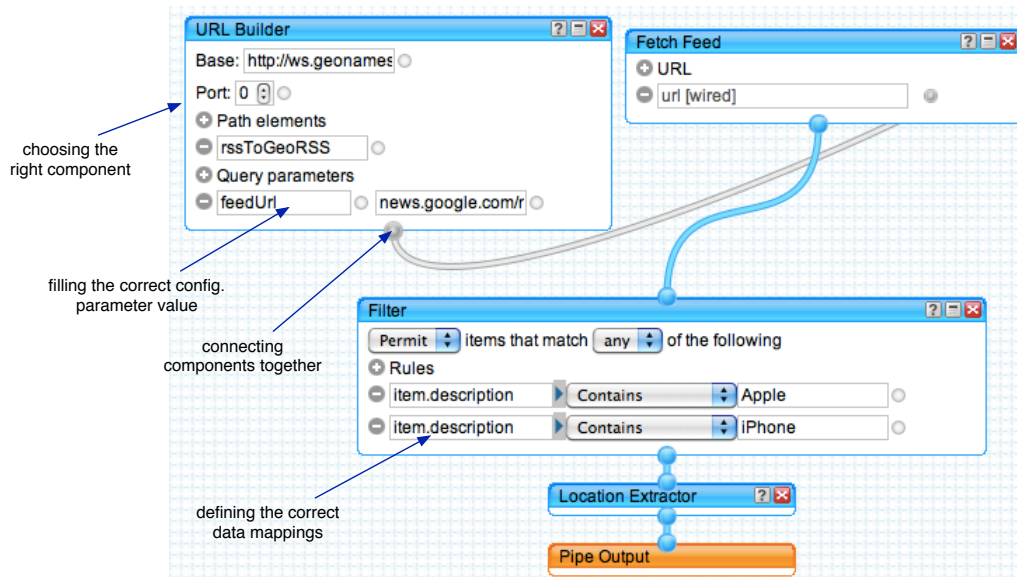 URL Builder
Base: http://ws.geonames
Port: 0
Path elements
rssToGeoRSS
Query parameters
feedUrl news.google.com/r
Fetch Feed
URL
url [wired]
choosing the
right component
filling the correct config.
parameter value
connecting
components together
Filter
Permit items that match any of the following
Rules
item.description Contains Apple
item.description Contains iPhone
defining the correct
data mappings
Location Extractor
Pipe Output